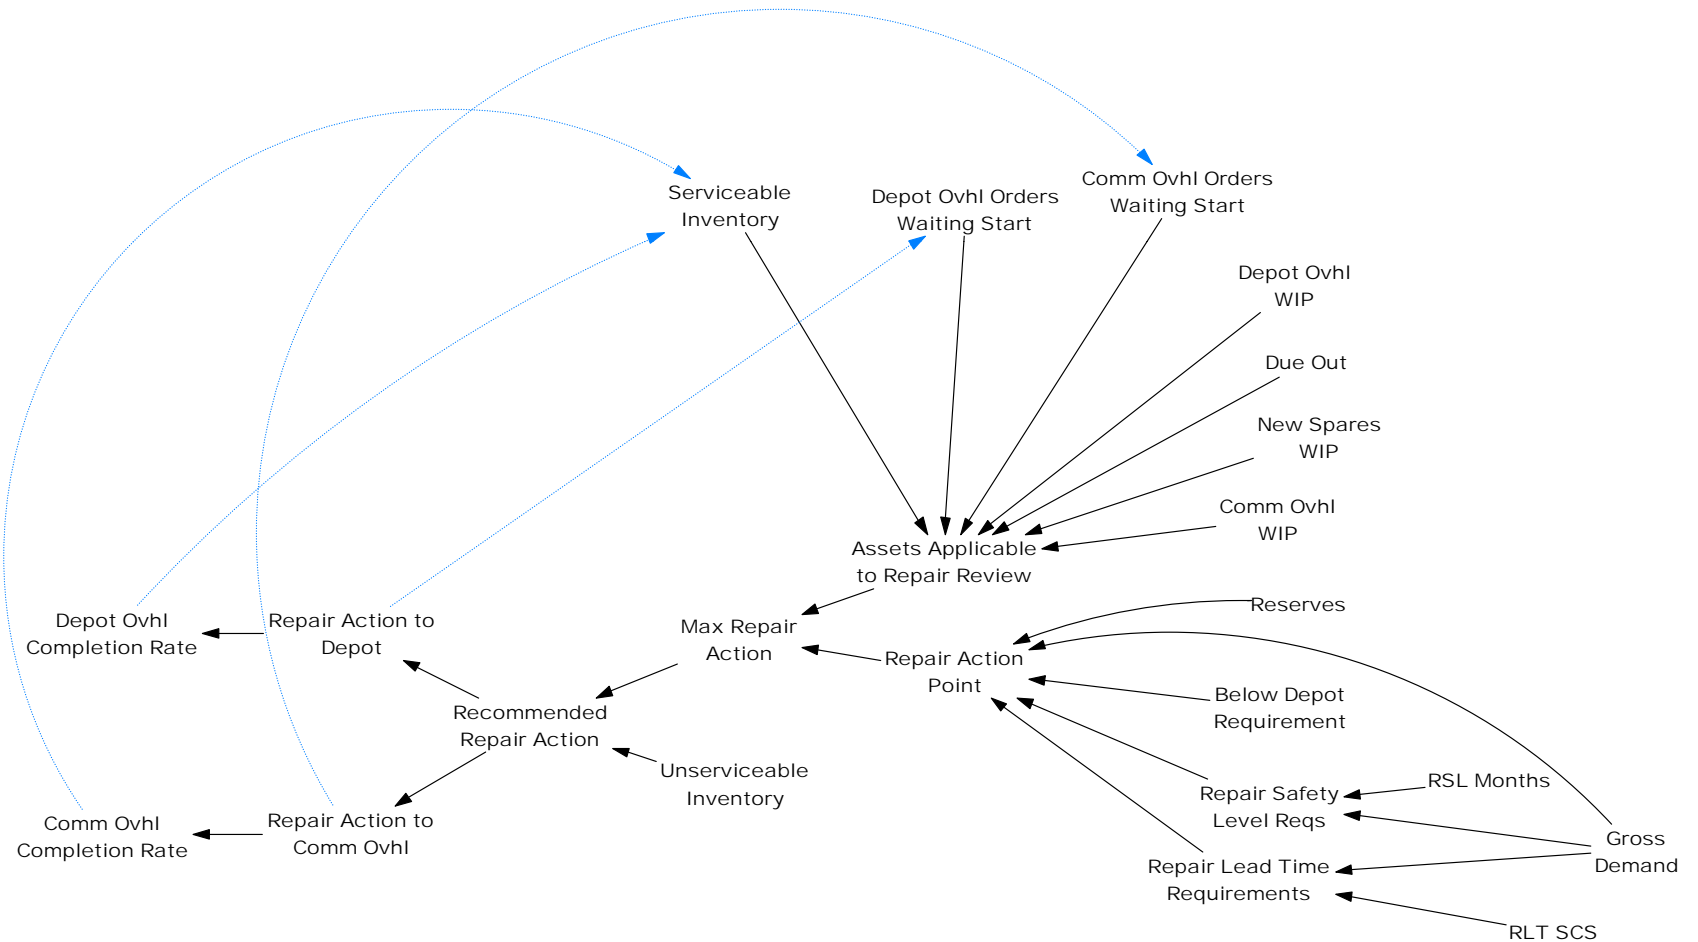 Serviceable
Inventory
Depot Ovhl Orders
Waiting Start
Comm Ovhl Orders
Waiting Start
Depot Ovhl
WIP
Due Out
New Spares
WIP
Comm Ovhl
WIP
Assets Applicable
to Repair Review
Reserves
Depot Ovhl
Completion Rate
Repair Action to
Depot
Max Repair
Action
Repair Action
Point
Below Depot
Requirement
Recommended
Repair Action
Unserviceable
Inventory
RSL Months
Repair Safety
Level Reqs
Comm Ovhl
Completion Rate
Repair Action to
Comm Ovhl
Gross
Demand
Repair Lead Time
Requirements
RLT SCS